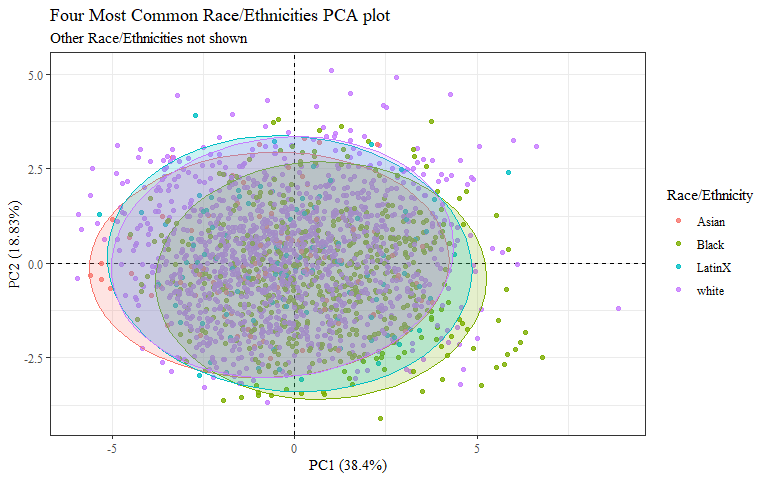 Four Most Common Race/Ethnicities PCA plot
Other Race/Ethnicities not shown
5.0
2.5
0.0
-2.5
-5
0
5
PC1 (38.4%)
PC2 (18.83%)
Race/Ethnicity
Asian
Black
LatinX
white